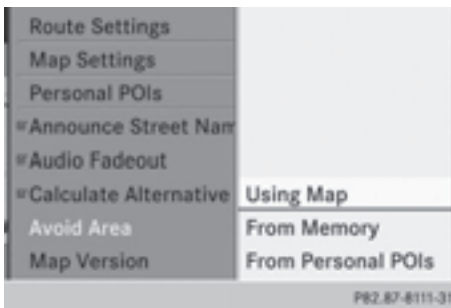 Route Settings
Map Settings
Personal POIs
Announce Street Nam
Audio Fadeout
Calculate Alternative
Avoid Area
Map Version
Using Map
From Memory
From Personal POIs
P82.87-8111-31